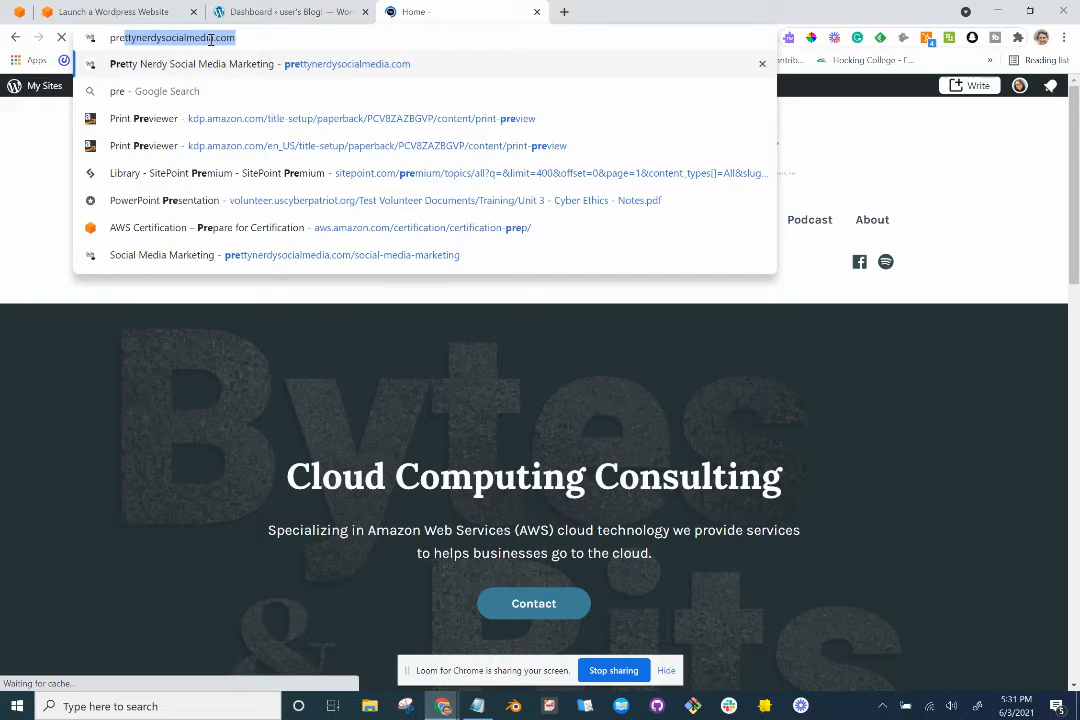 Launch a Wordpress Website
Dashboard ‹ user's Blog! — Wor
Home -
prettynerdysocialmedia.com
Apps
Hocking College - F...
Reading list
Pretty Nerdy Social Media Marketing - prettynerdysocialmedia.com
pre - Google Search
Print Previewer - kdp.amazon.com/title-setup/paperback/PCV8ZAZBGVP/content/print-preview
Print Previewer - kdp.amazon.com/en_US/title-setup/paperback/PCV8ZAZBGVP/content/print-preview
Library - SitePoint Premium - SitePoint Premium - sitepoint.com/premium/topics/all?q=&limit=400&offset=0&page=1&content_types[]=All&slug...
PowerPoint Presentation - volunteer.uscyberpatriot.org/Test Volunteer Documents/Training/Unit 3 - Cyber Ethics - Notes.pdf
AWS Certification – Prepare for Certification - aws.amazon.com/certification/certification-prep/
Social Media Marketing - prettynerdysocialmedia.com/social-media-marketing
My Sites
Write
Podcast
About
Bytes
& Bits
Cloud Computing Consulting
Specializing in Amazon Web Services (AWS) cloud technology we provide services
to helps businesses go to the cloud.
Contact
Loom for Chrome is sharing your screen.
Stop sharing
Hide
Waiting for cache...
Type here to search
5:31 PM
6/3/2021